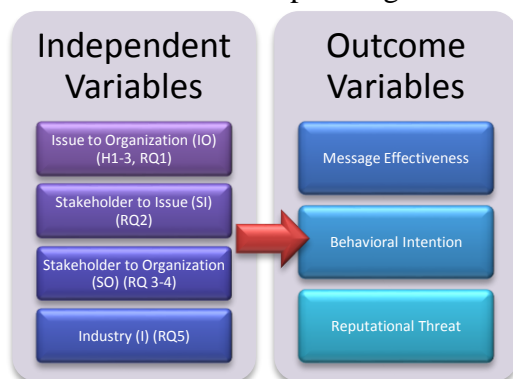 Independent
Variables
Issue to Organization (IO)
(H1-3, RQ1)
Stakeholder to Issue (SI)
(RQ2)
Stakeholder to Organization
(SO) (RQ 3-4)
Industry (I) (RQ5)
Outcome
Variables
Message Effectiveness
Behavioral Intention
Reputational Threat